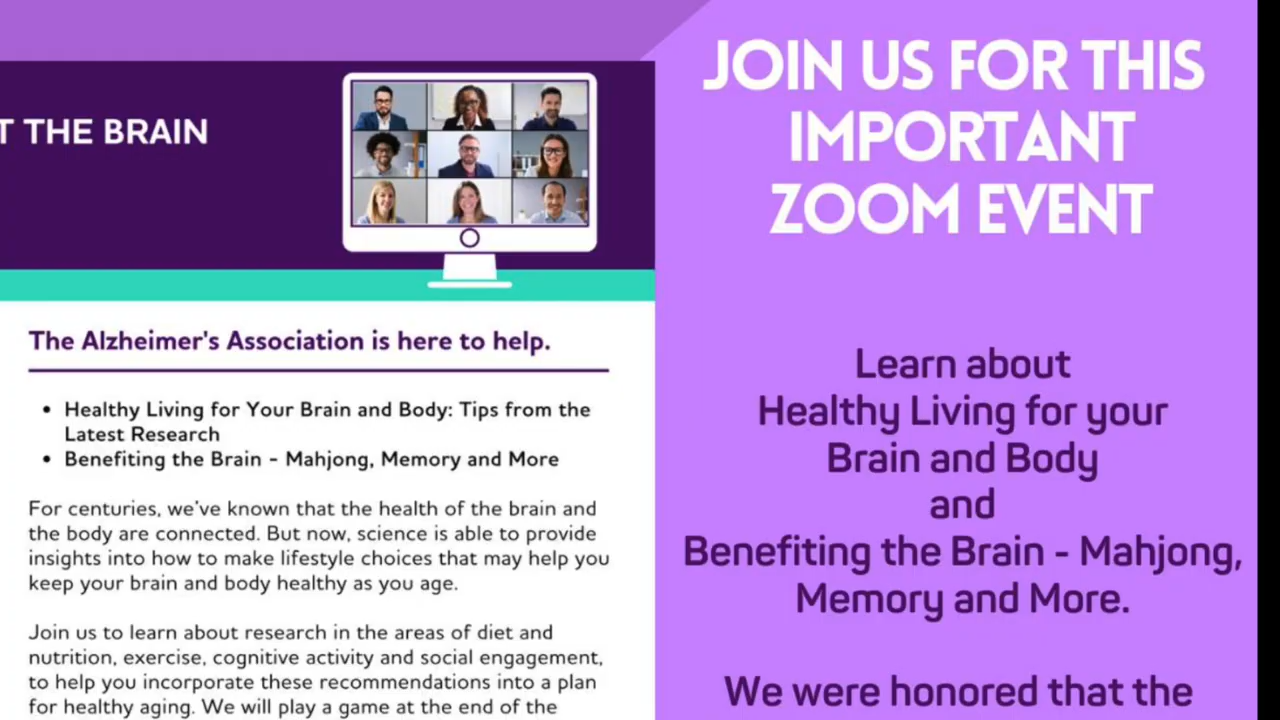 T THE BRAIN
The Alzheimer's Association is here to help.
• Healthy Living for Your Brain and Body: Tips from the
Latest Research
• Benefiting the Brain - Mahjong, Memory and More
For centuries, we've known that the health of the brain and
the body are connected. But now, science is able to provide
insights into how to make lifestyle choices that may help you
keep your brain and body healthy as you age.
Join us to learn about research in the areas of diet and
nutrition, exercise, cognitive activity and social engagement,
to help you incorporate these recommendations into a plan
for healthy aging. We will play a game at the end of the
JOIN US FOR THIS
IMPORTANT
ZOOM EVENT
Learn about
Healthy Living for your
Brain and Body
and
Benefiting the Brain - Mahjong,
Memory and More.
We were honored that the